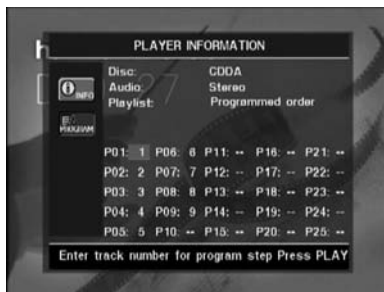 PLAYER INFORMATION
INFO
PROGRAM
Disc: CDDA
Audio: Stereo
Playlist: Programmed order
P01: 1 P06: 6 P11: -- P16: -- P21: --
P02: 2 P07: 7 P12: -- P17: -- P22: --
P03: 3 P08: 8 P13: -- P18: -- P23: --
P04: 4 P09: 9 P14: -- P19: -- P24: --
P05: 5 P10: -- P15: -- P20: -- P25: --
Enter track number for program step Press PLAY